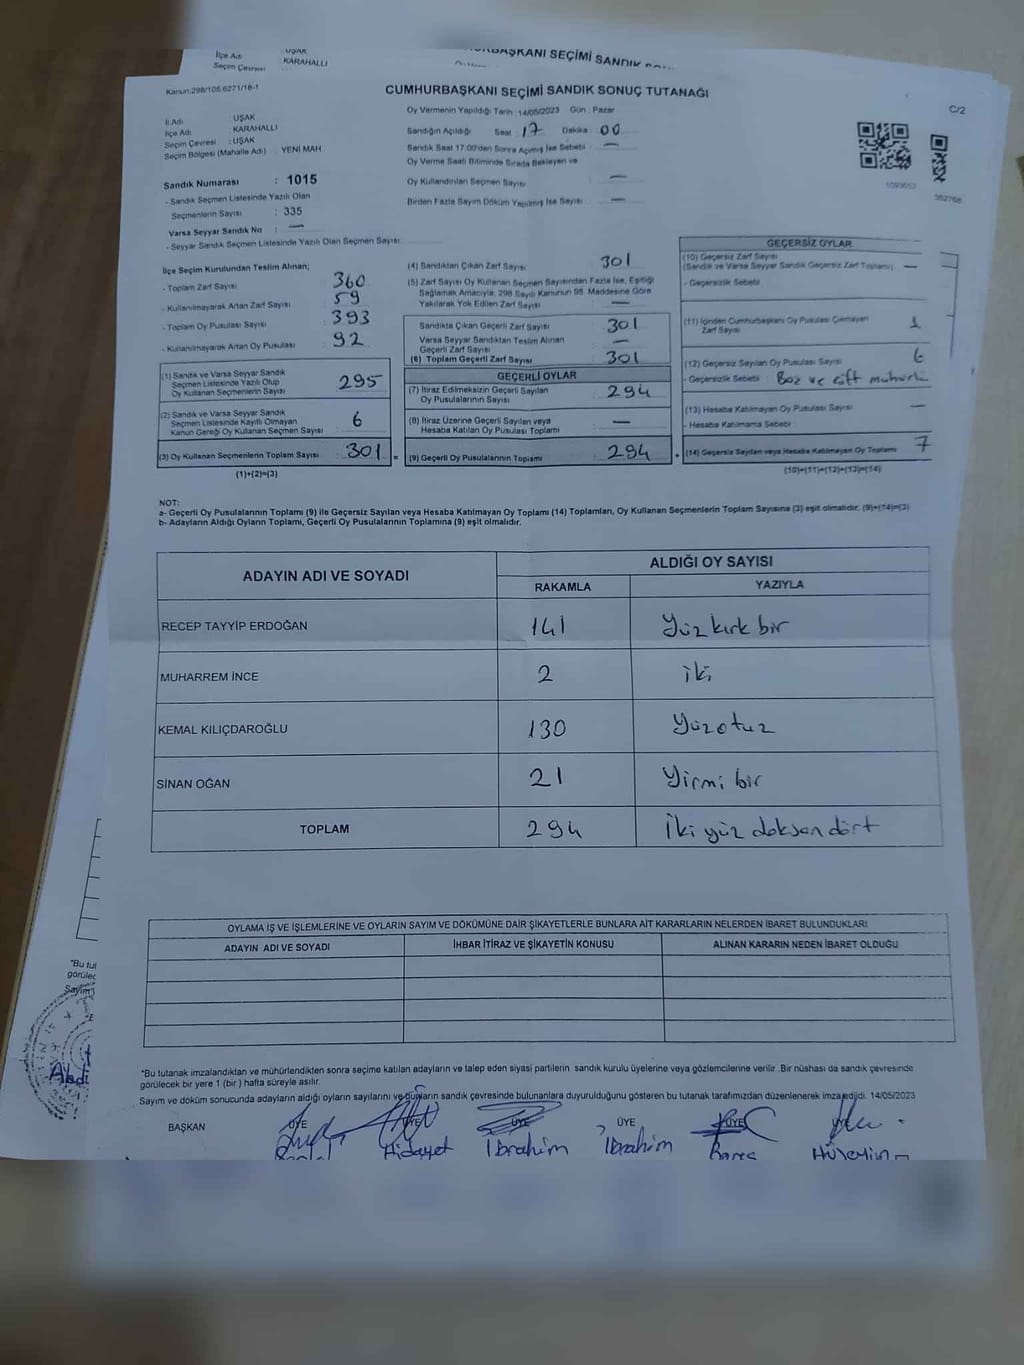 İlçe Adı
UŞAK
Seçim Çevresi
KARAHALLI
CUMHURBAŞKANI SEÇİMİ SANDIK SONUÇ TUTANAĞI
C/2
İl Adı UŞAK
İlçe Adı KARAHALLI
Seçim Çevresi : UŞAK
Seçim Bölgesi (Mahalle Adı) : YENİ MAH
Sandık Numarası : 1015
- Sandık Seçmen Listesinde Yazılı Olan
Seçmenlerin Sayısı : 335
Varsa Seyyar Sandık No : —
- Seyyar Sandık Seçmen Listesinde Yazılı Olan Seçmen Sayısı
Oy Vermenin Yapıldığı Tarih : 14/05/2023 Gün : Pazar
Sandığın Açıldığı Saat 17 Dakika 00
Sandık Saat 17.00'den Sonra Açımış İse Sebebi : —
Oy Verme Saati Bitiminde Sırada Bekleyen ve
Oy Kullandırılan Seçmen Sayısı —
Birden Fazla Sayım Döküm Yapılmış İse Sayısı : —
İlçe Seçim Kurulundan Teslim Alınan;
- Toplam Zarf Sayısı : 360
- Kullanılmayarak Artan Zarf Sayısı : 59
- Toplam Oy Pusulası Sayısı : 393
- Kullanılmayarak Artan Oy Pusulası : 92
(1) Sandık ve Varsa Seyyar Sandık
Seçmen Listesinde Yazılı Olup
Oy Kullanan Seçmenlerin Sayısı : 295
(2) Sandık ve Varsa Seyyar Sandık
Seçmen Listesinde Kayıtlı Olmayan
Kanun Gereği Oy Kullanan Seçmen Sayısı : 6
(3) Oy Kullanan Seçmenlerin Toplam Sayısı : 301
(1)+(2)=(3)
(4) Sandıktan Çıkan Zarf Sayısı 301
(5) Zarf Sayısı Oy Kullanan Seçmen Sayısından Fazla İse, Eşitliği
Sağlamak Amacıyla, 298 Sayılı Kanunun 98. Maddesine Göre
Yakılarak Yok Edilen Zarf Sayısı : —
Sandıkta Çıkan Geçerli Zarf Sayısı : 301
Varsa Seyyar Sandıktan Teslim Alınan
Geçerli Zarf Sayısı : —
(6) Toplam Geçerli Zarf Sayısı : 301
GEÇERLİ OYLAR
(7) İtiraz Edilmeksizin Geçerli Sayılan
Oy Pusulalarının Sayısı : 294
(8) İtiraz Üzerine Geçerli Sayılan ve
Hesaba Katılan Oy Pusulası Toplamı : —
= (9) Geçerli Oy Pusulalarının Toplamı : 294
GEÇERSİZ OYLAR
(10) Geçersiz Zarf Sayısı
(Sandık ve Varsa Seyyar Sandık Geçersiz Zarf Toplamı) : —
- Geçersizlik Sebebi :
(11) İçinden Cumhurbaşkanı Oy Pusulası Çıkmayan
Zarf Sayısı 1
(12) Geçersiz Sayılan Oy Pusulası Sayısı 6
- Geçersizlik Sebebi : Boz ve çift mühürlü
(13) Hesaba Katılmayan Oy Pusulası Sayısı —
- Hesaba Katılmama Sebebi
+ (14) Geçersiz Sayılan veya Hesaba Katılmayan Oy Toplamı 7
(10)+(11)+(12)+(13)=(14)
NOT:
a- Geçerli Oy Pusulalarının Toplamı (9) ile Geçersiz Sayılan veya Hesaba Katılmayan Oy Toplamı (14) Toplamları, Oy Kullanan Seçmenlerin Toplam Sayısına (3) eşit olmalıdır. (9)+(14)=(3)
b- Adayların Aldığı Oyların Toplamı, Geçerli Oy Pusulalarının Toplamına (9) eşit olmalıdır.
ADAYIN ADI VE SOYADI
ALDIĞI OY SAYISI
RAKAMLA YAZIYLA
RECEP TAYYİP ERDOĞAN 141 Yüz kırk bir
MUHARREM İNCE 2 iki
KEMAL KILIÇDAROĞLU 130 Yüzotuz
SİNAN OĞAN 21 Yirmi bir
TOPLAM 294 İki yüz doksan dört
OYLAMA İŞ VE İŞLEMLERİNE VE OYLARIN SAYIM VE DÖKÜMÜNE DAİR ŞİKAYETLERLE BUNLARA AİT KARARLARIN NELERDEN İBARET BULUNDUKLARI
ADAYIN ADI VE SOYADI İHBAR İTİRAZ VE ŞİKAYETİN KONUSU ALINAN KARARIN NEDEN İBARET OLDUĞU
"Bu tutanak imzalandıktan ve mühürlendikten sonra seçime katılan adayların ve talep eden siyasi partilerin sandık kurulu üyelerine veya gözlemcilerine verilir. Bir nüshası da sandık çevresinde
görülecek bir yere 1 (bir ) hafta süreyle asılır.
Sayım ve döküm sonucunda adayların aldığı oyların sayılarını ve bunların sandık çevresinde bulunanlara duyurulduğunu gösteren bu tutanak tarafımızdan düzenlenerek imza edildi. 14/05/2023
BAŞKAN ÜYE ÜYE ÜYE ÜYE ÜYE
Hidayet İbrahim İbrahim Hüseyin